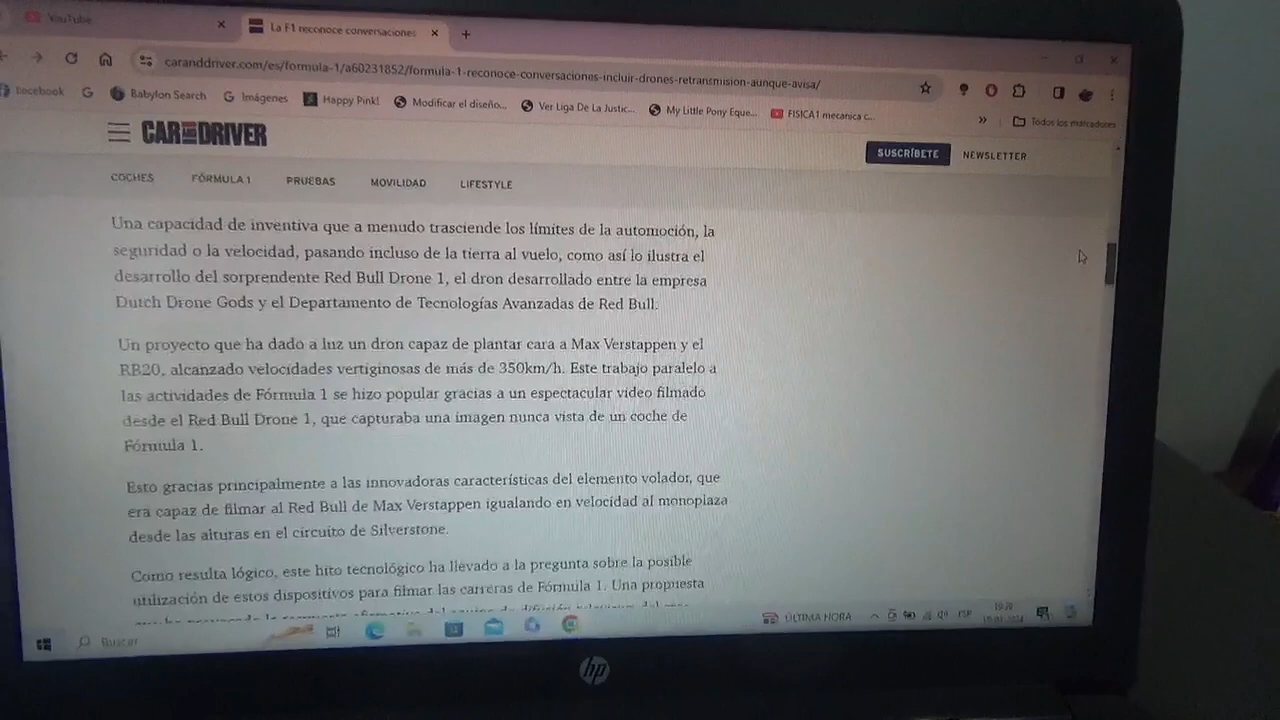 YouTube
La F1 reconoce conversaciones
caranddriver.com/es/formula-1/a60231852/formula-1-reconoce-conversaciones-incluir-drones-retransmision-aunque-avisa/
facebook
Babylon Search
Imágenes
Happy Pink!
Modificar el diseño...
Ver Liga De La Justic...
My Little Pony Eque...
FISICA1 mecanica c...
»
Todos los marcadores
CAR AND DRIVER
SUSCRÍBETE
NEWSLETTER
COCHES FÓRMULA 1 PRUEBAS MOVILIDAD LIFESTYLE
Una capacidad de inventiva que a menudo trasciende los límites de la automoción, la
seguridad o la velocidad, pasando incluso de la tierra al vuelo, como así lo ilustra el
desarrollo del sorprendente Red Bull Drone 1, el dron desarrollado entre la empresa
Dutch Drone Gods y el Departamento de Tecnologías Avanzadas de Red Bull.
Un proyecto que ha dado a luz un dron capaz de plantar cara a Max Verstappen y el
RB20, alcanzado velocidades vertiginosas de más de 350km/h. Este trabajo paralelo a
las actividades de Fórmula 1 se hizo popular gracias a un espectacular vídeo filmado
desde el Red Bull Drone 1, que capturaba una imagen nunca vista de un coche de
Fórmula 1.
Esto gracias principalmente a las innovadoras características del elemento volador, que
era capaz de filmar al Red Bull de Max Verstappen igualando en velocidad al monoplaza
desde las alturas en el circuito de Silverstone.
Como resulta lógico, este hito tecnológico ha llevado a la pregunta sobre la posible
utilización de estos dispositivos para filmar las carreras de Fórmula 1. Una propuesta
Buscar
ÚLTIMA HORA
ESP
hp